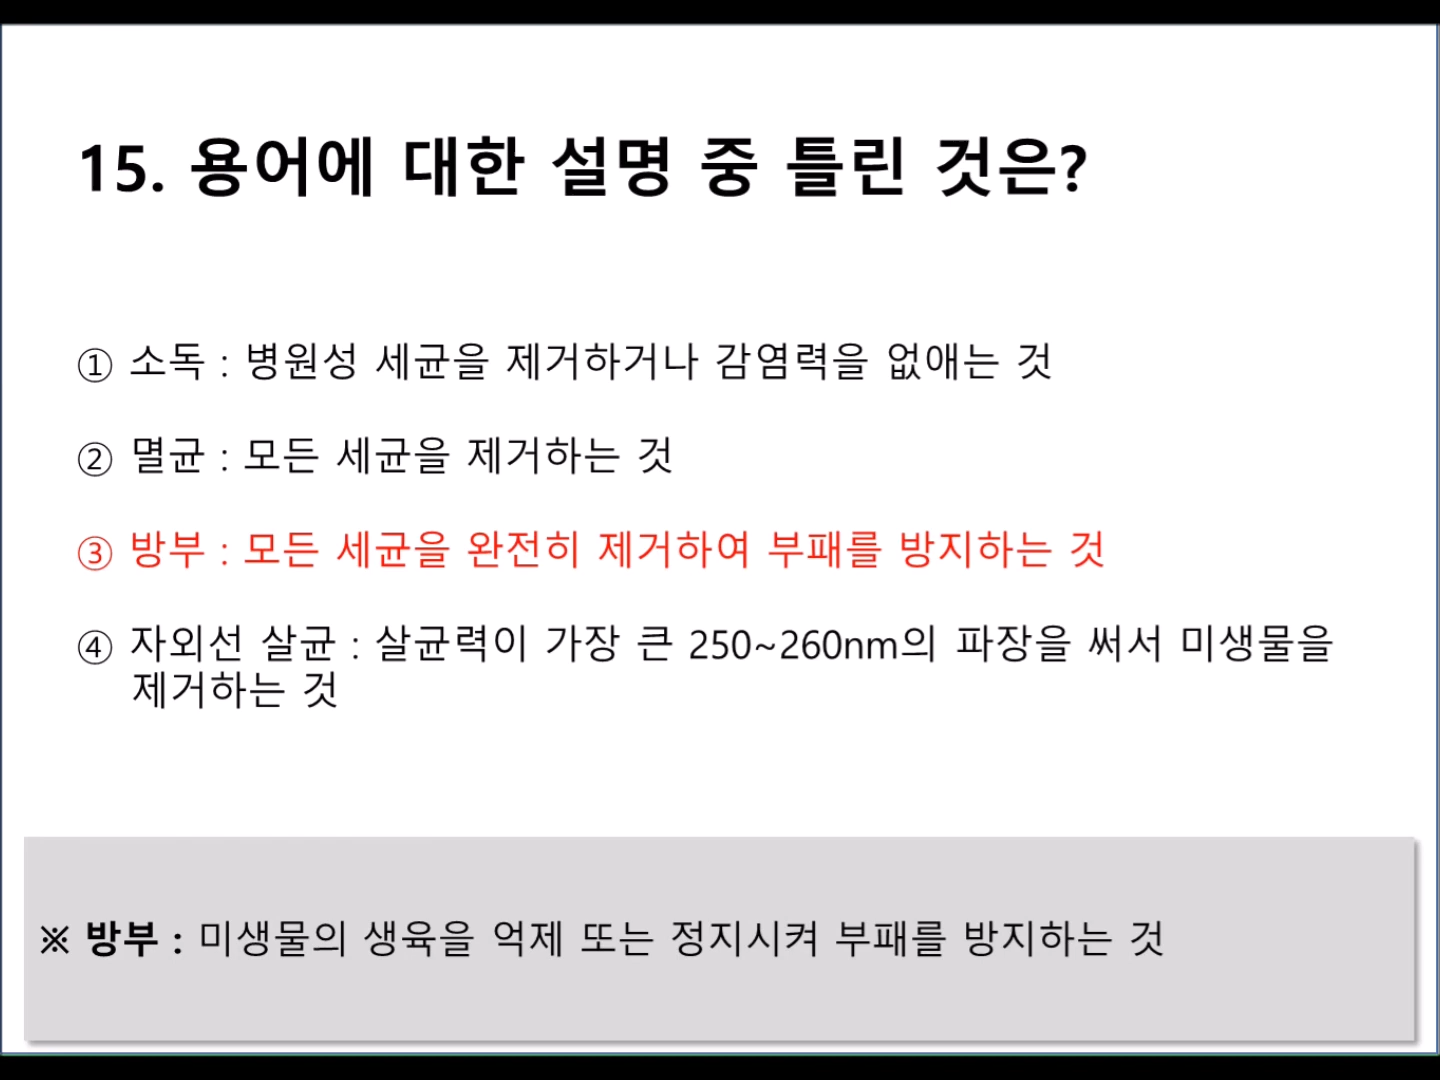 15. 용어에 대한 설명 중 틀린 것은?
① 소독 : 병원성 세균을 제거하거나 감염력을 없애는 것
② 멸균 : 모든 세균을 제거하는 것
③ 방부 : 모든 세균을 완전히 제거하여 부패를 방지하는 것
④ 자외선 살균 : 살균력이 가장 큰 250~260nm의 파장을 써서 미생물을
제거하는 것
※ 방부 : 미생물의 생육을 억제 또는 정지시켜 부패를 방지하는 것